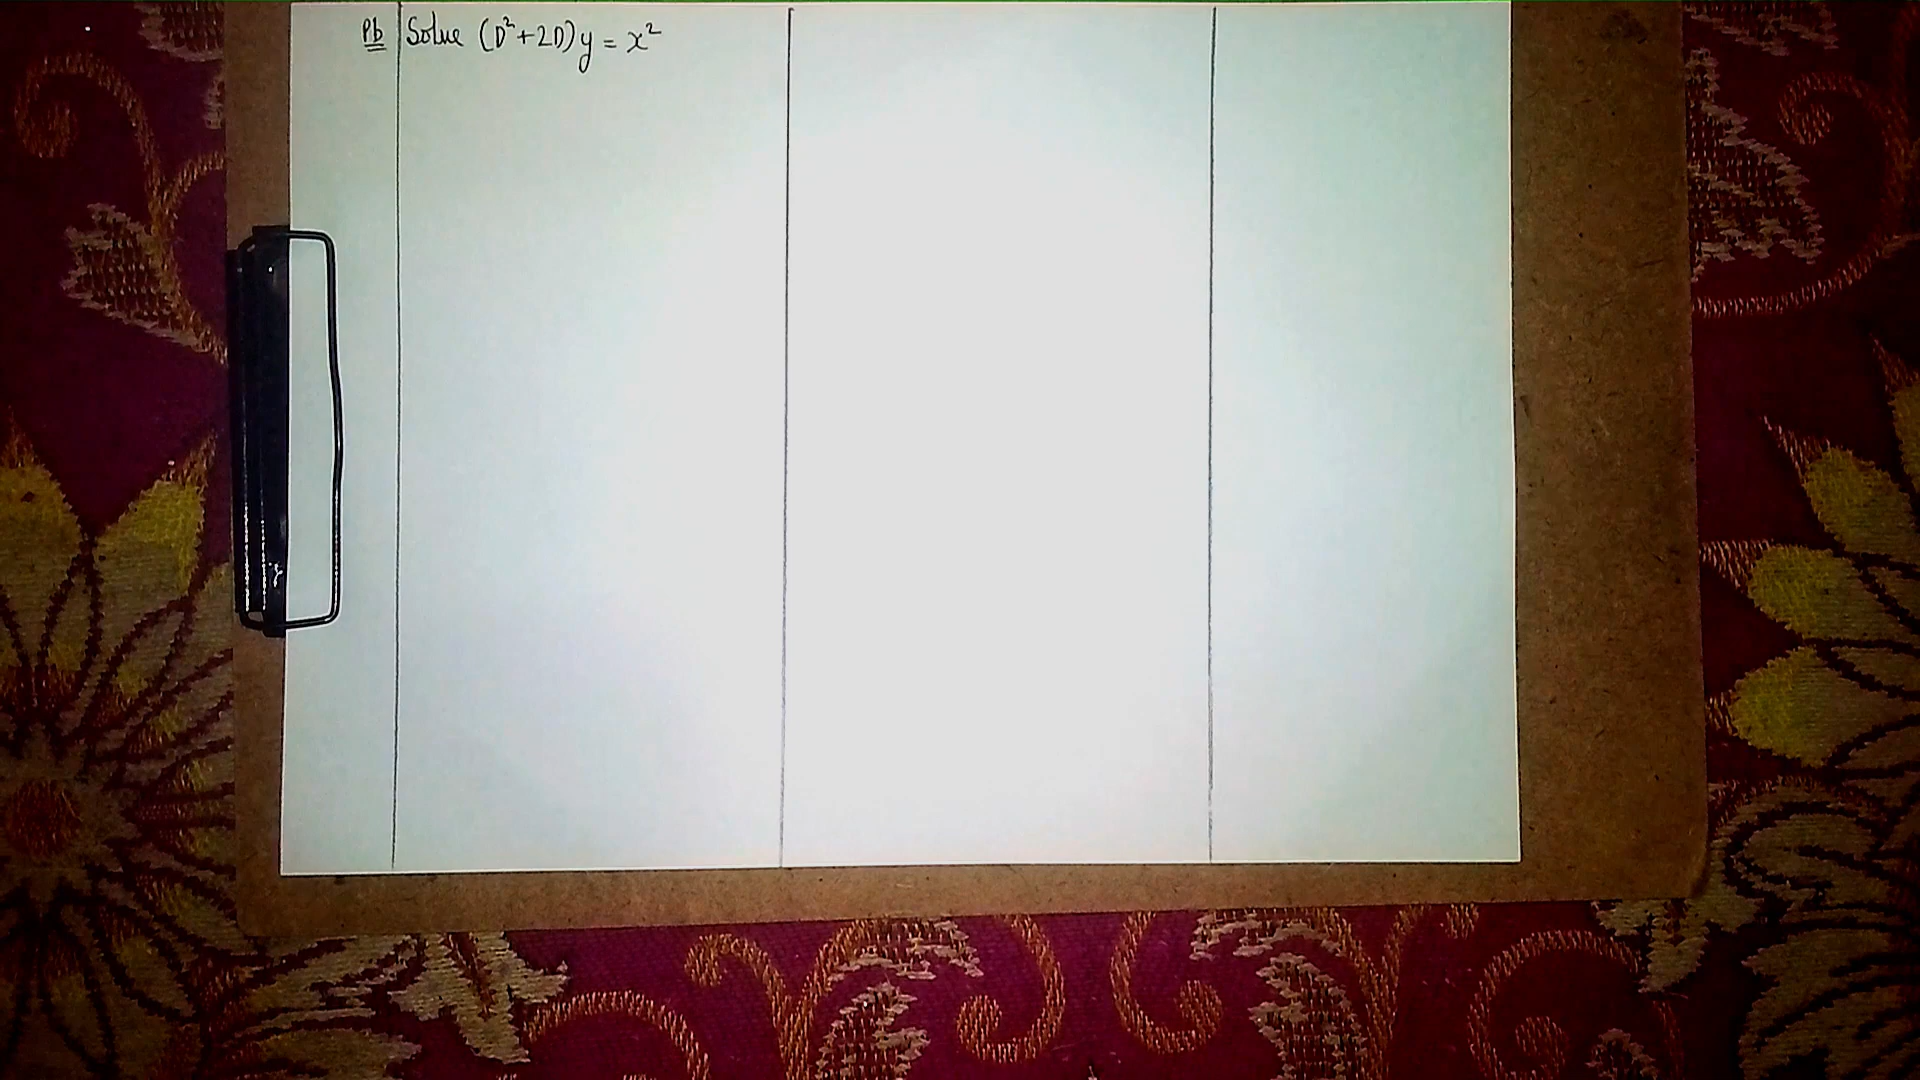 Pb Solve (D²+2D)y = x²